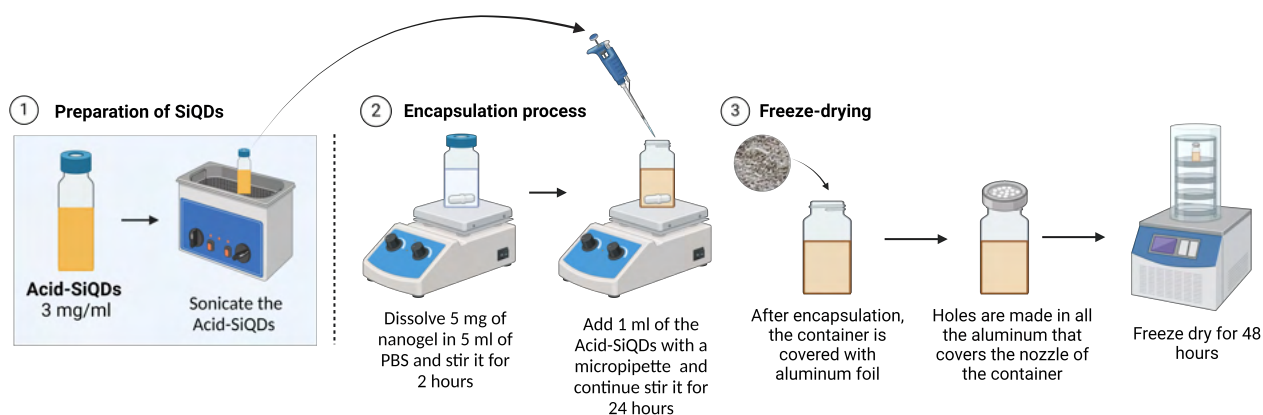 1
Preparation of SiQDs
Acid-SiQDs
3 mg/ml
Sonicate the
Acid-SiQDs
2
Encapsulation process
Dissolve 5 mg of
nanogel in 5 ml of
PBS and stir it for
2 hours
Add 1 ml of the
Acid-SiQDs with a
micropipette and
continue stir it for
24 hours
3
Freeze-drying
After encapsulation,
the container is
covered with
aluminum foil
Holes are made in all
the aluminum that
covers the nozzle of
the container
Freeze dry for 48
hours